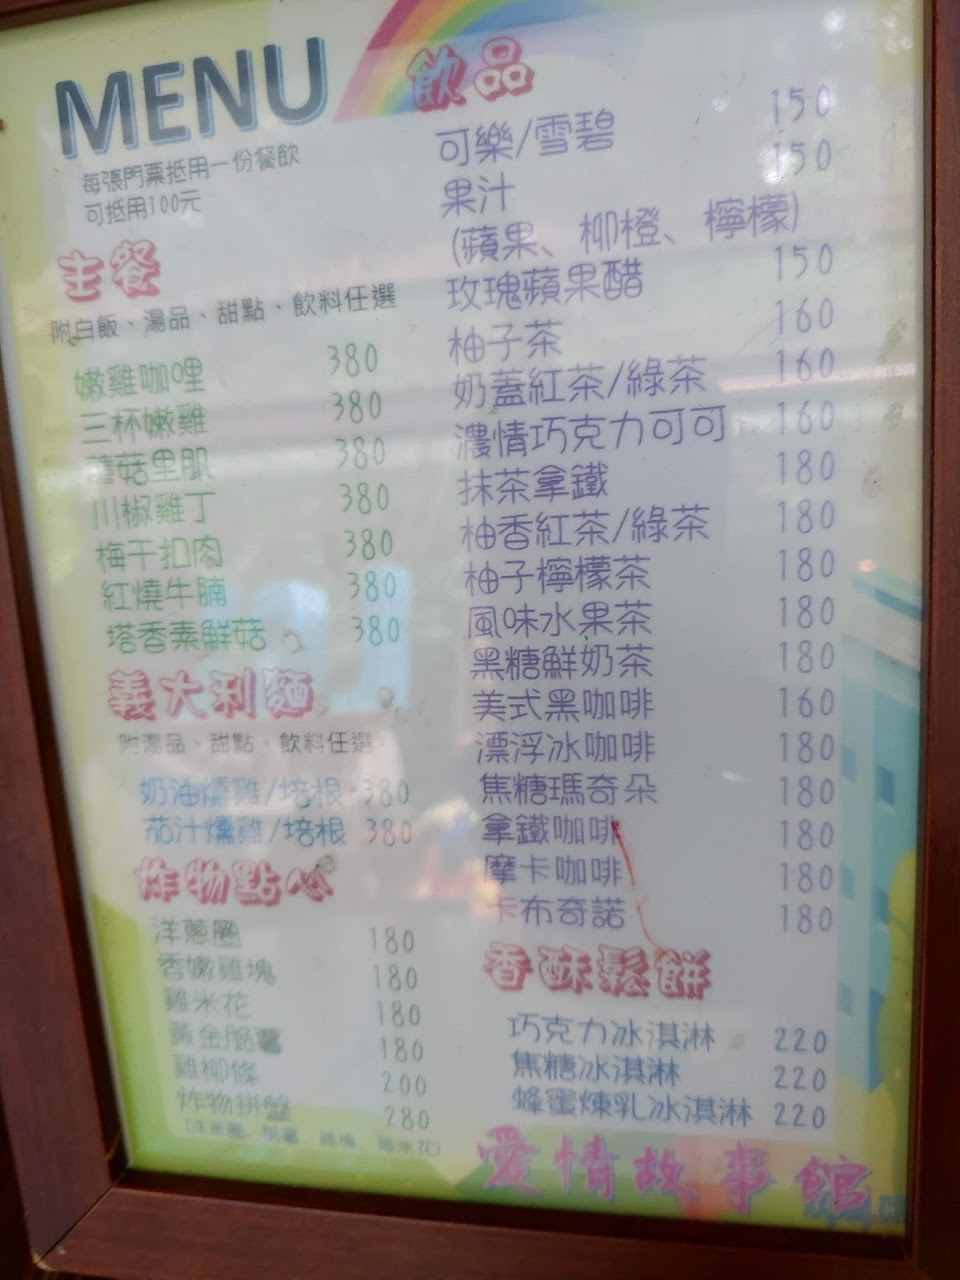 MENU
每張門票抵用一份餐飲
可抵用100元
主餐
附白飯、湯品、甜點、飲料任選
嫩雞咖哩 380
三杯嫩雞 380
蘑菇里肌 380
川椒雞丁 380
梅干扣肉 380
紅燒牛腩 380
塔香素鮮菇 380
義大利麵
附湯品、甜點、飲料任選
奶油燻雞/培根 380
茄汁燻雞/培根 380
炸物點心
洋蔥圈 180
香嫩雞塊 180
雞米花 180
黃金脆薯 180
雞柳條 200
炸物拼盤 280
飲品
可樂/雪碧 150
果汁 150
(蘋果、柳橙、檸檬)
玫瑰蘋果醋 150
柚子茶 160
奶蓋紅茶/綠茶 160
濃情巧克力可可 160
抹茶拿鐵 180
柚香紅茶/綠茶 180
柚子檸檬茶 180
風味水果茶 180
黑糖鮮奶茶 180
美式黑咖啡 160
漂浮冰咖啡 180
焦糖瑪奇朵 180
拿鐵咖啡 180
摩卡咖啡 180
卡布奇諾 180
香酥鬆餅
巧克力冰淇淋 220
焦糖冰淇淋 220
蜂蜜煉乳冰淇淋 220
愛情故事館